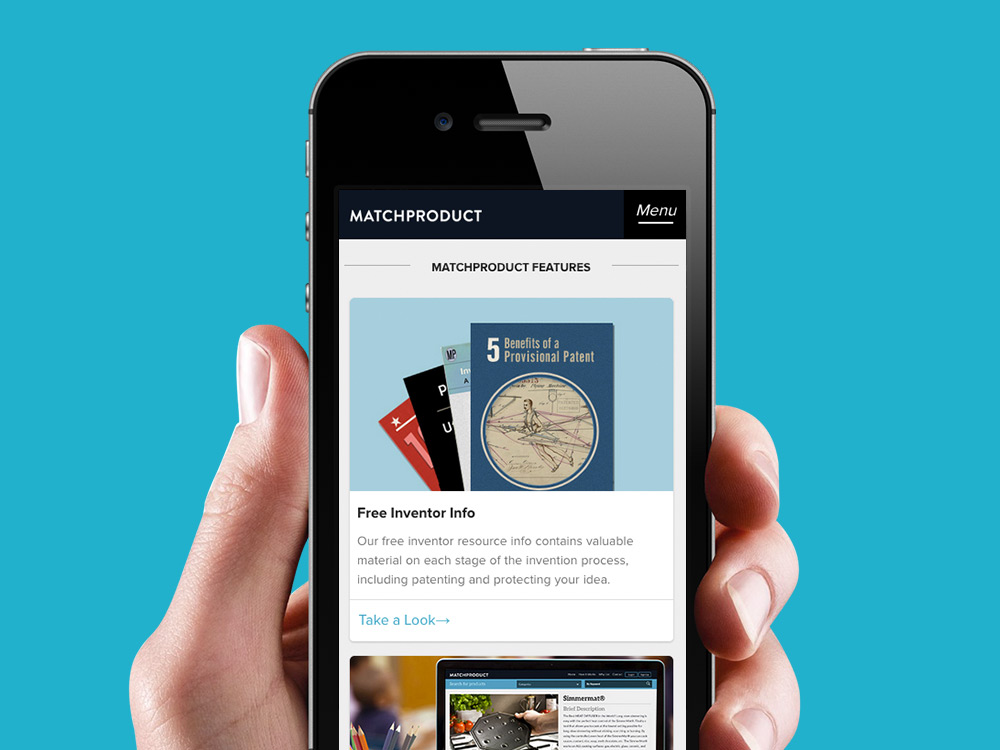 MATCHPRODUCT
Menu
MATCHPRODUCT FEATURES
MP
5 Benefits of a
Provisional Patent
Free Inventor Info
Our free inventor resource info contains valuable
material on each stage of the invention process,
including patenting and protecting your idea.
Take a Look→
MATCHPRODUCT
Simmermat®
Brief Description